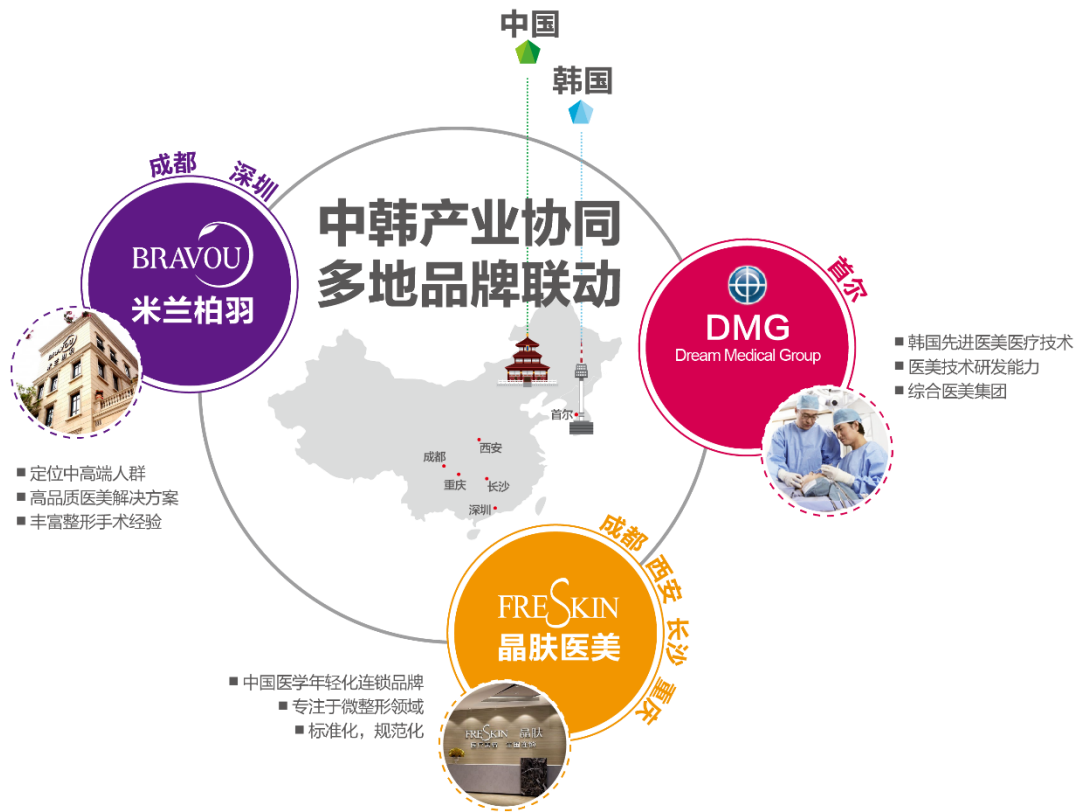 中国
韩国
成都 深圳
BRAVOU
米兰柏羽
BRAVOU
■ 定位中高端人群
■ 高品质医美解决方案
■ 丰富整形手术经验
中韩产业协同
多地品牌联动
首尔
西安
成都
重庆
长沙
深圳
首尔
DMG
Dream Medical Group
■ 韩国先进医美医疗技术
■ 医美技术研发能力
■ 综合医美集团
成都 西安 长沙 重庆
FRESKIN
晶肤医美
■ 中国医学年轻化连锁品牌
■ 专注于微整形领域
■ 标准化，规范化
FRESKIN 晶肤